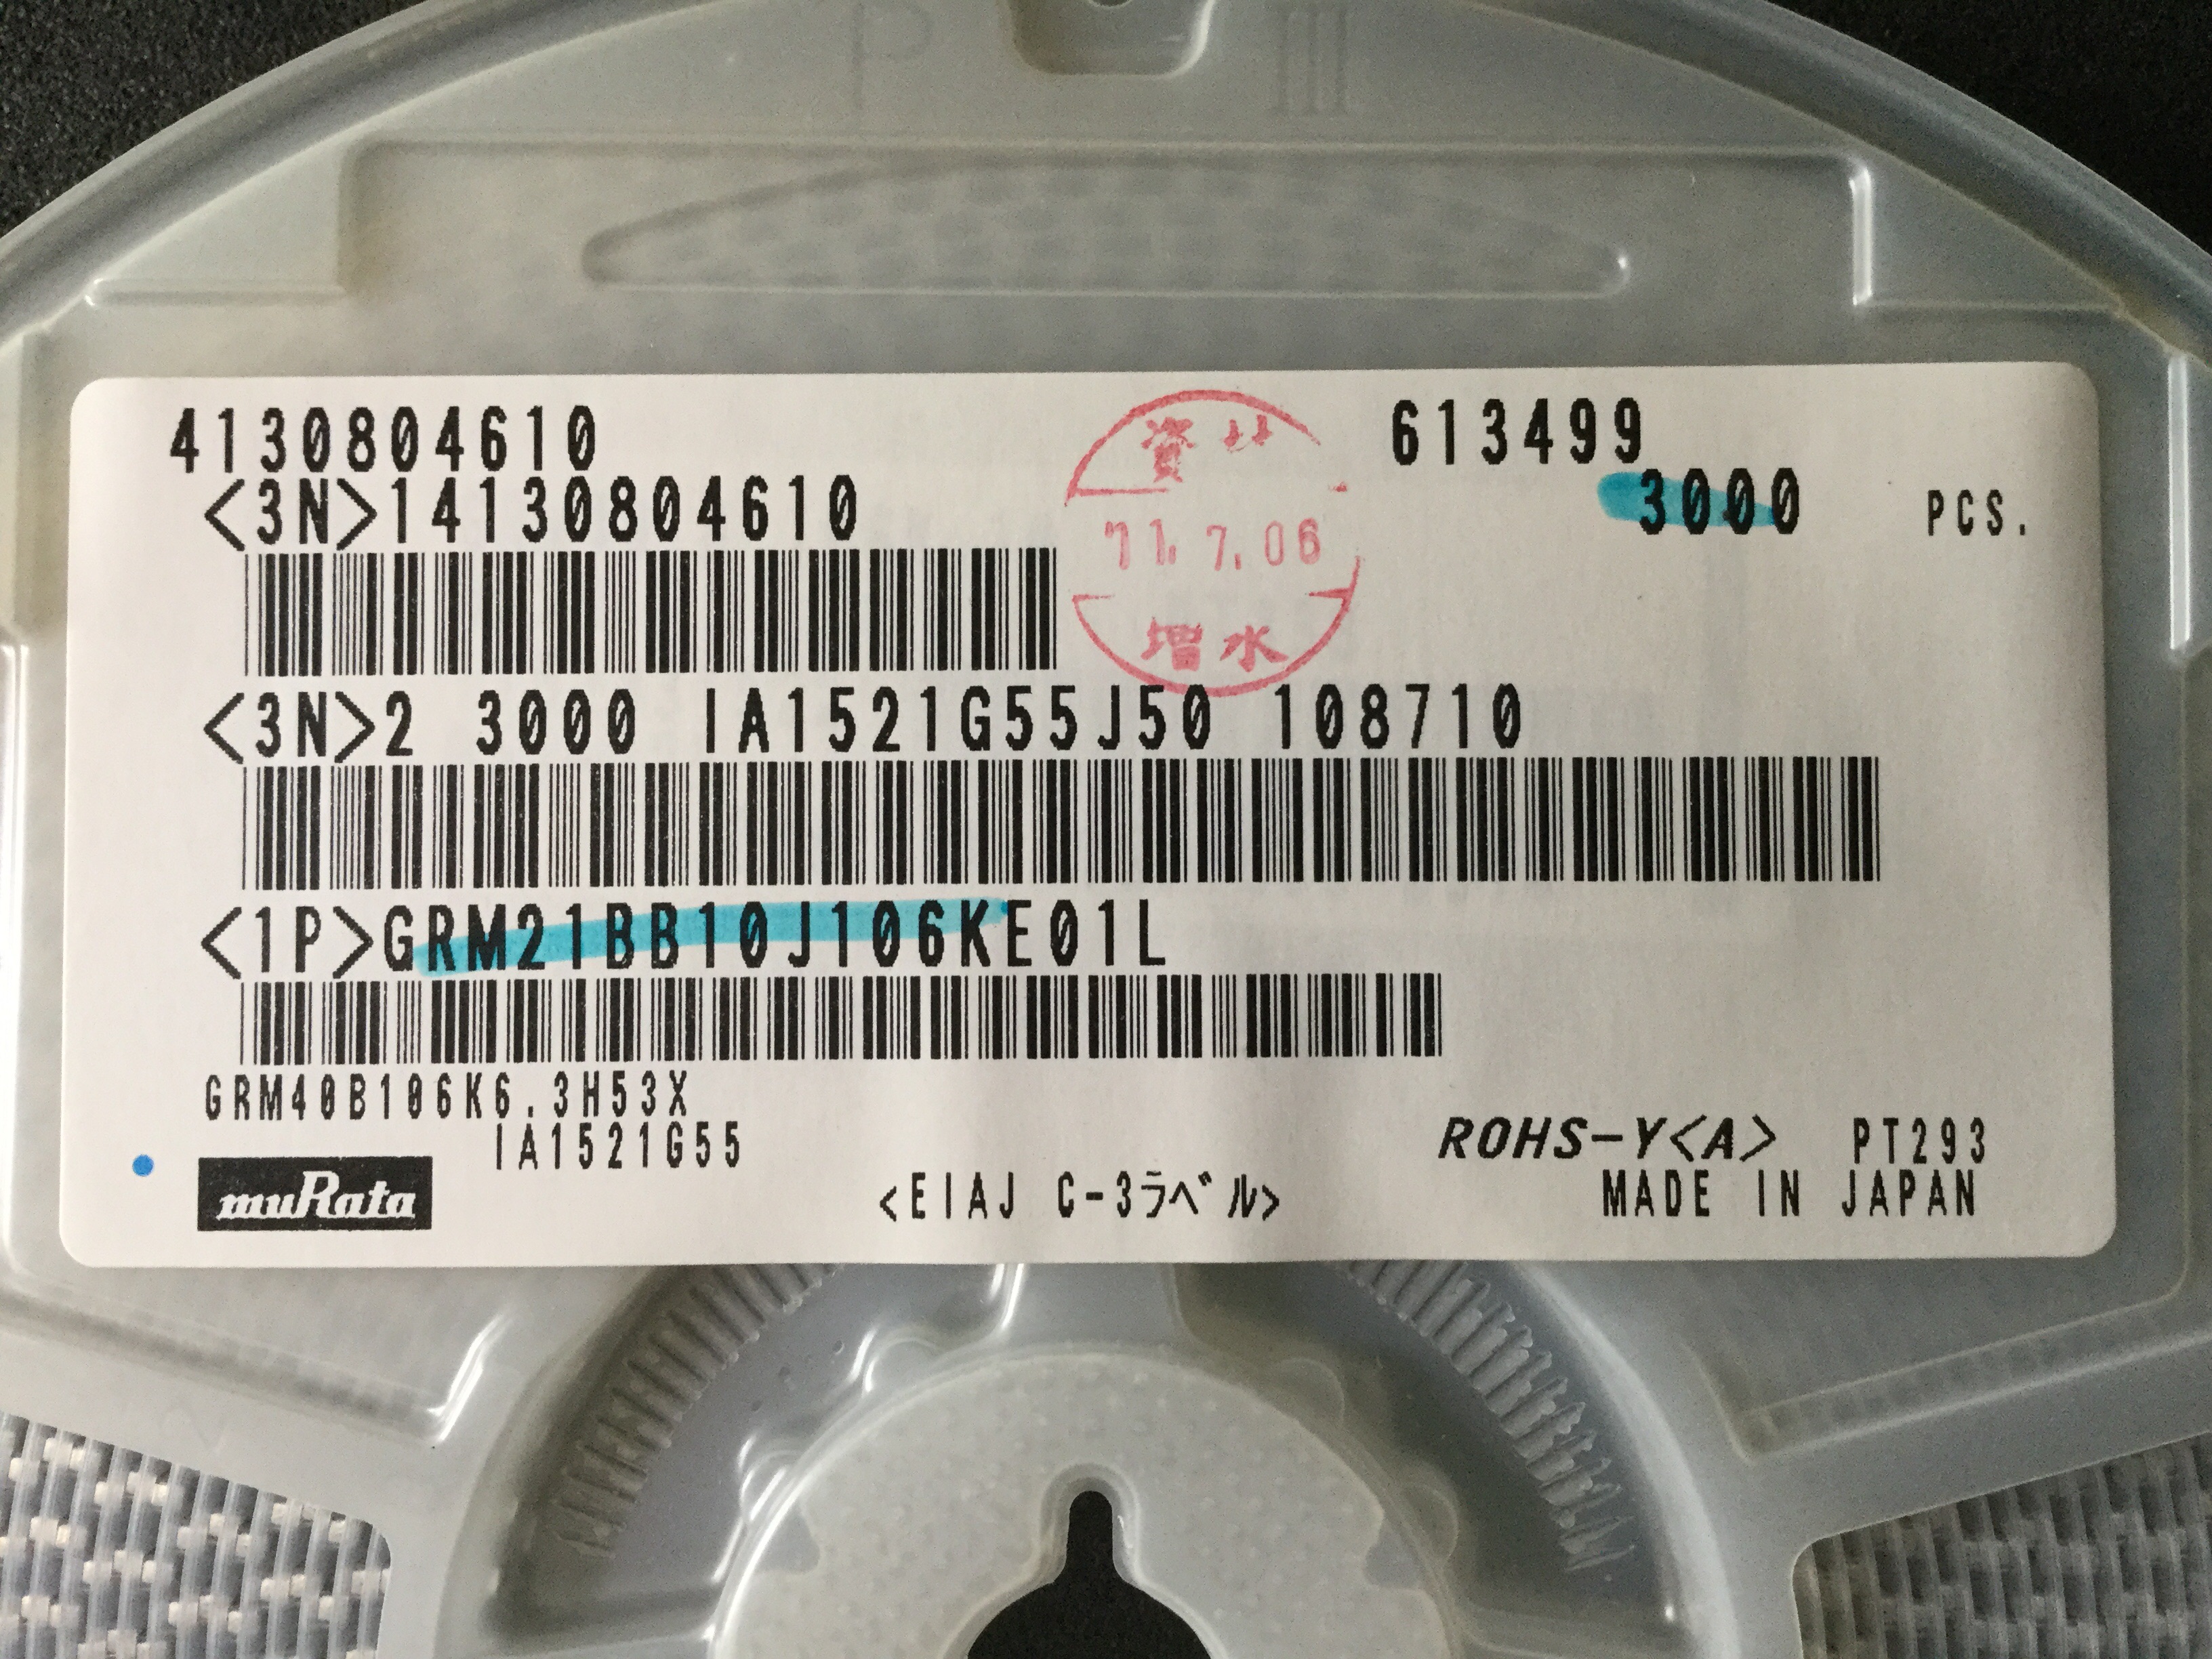 P III
4130804610
613499
<3N>14130804610
3000 PCS.
資材
11.7.06
増水
<3N>2 3000 IA1521G55J50 108710
<1P>GRM21BB10J106KE01L
GRM40B106K6.3H53X
IA1521G55
muRata
<EIAJ C-3ラベル>
ROHS-Y<A> PT293
MADE IN JAPAN